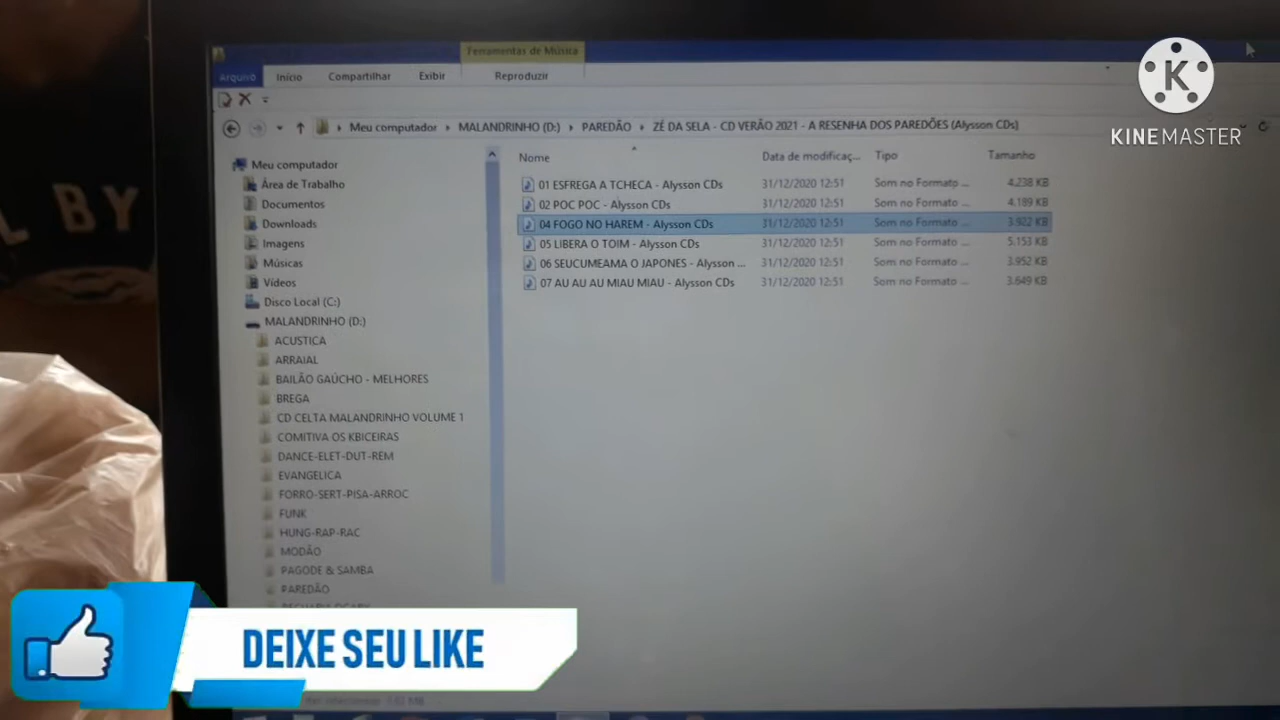 Ferramentas de Música
Arquivo Início Compartilhar Exibir Reproduzir
K
KINEMASTER
Meu computador MALANDRINHO (D:) PAREDÃO ZÉ DA SELA - CD VERÃO 2021 - A RESENHA DOS PAREDÕES (Alysson CDs)
Nome Data de modificaç... Tipo Tamanho
01 ESFREGA A TCHECA - Alysson CDs 31/12/2020 12:51 Som no Formato ... 4.238 KB
02 POC POC - Alysson CDs 31/12/2020 12:51 Som no Formato ... 4.189 KB
04 FOGO NO HAREM - Alysson CDs 31/12/2020 12:51 Som no Formato ... 3.922 KB
05 LIBERA O TOIM - Alysson CDs 31/12/2020 12:51 Som no Formato ... 5.153 KB
06 SEUCUMEAMA O JAPONES - Alysson ... 31/12/2020 12:51 Som no Formato ... 3.952 KB
07 AU AU AU MIAU MIAU - Alysson CDs 31/12/2020 12:51 Som no Formato ... 3.649 KB
Meu computador
Área de Trabalho
Documentos
Downloads
Imagens
Músicas
Vídeos
Disco Local (C:)
MALANDRINHO (D:)
ACUSTICA
ARRAIAL
BAILÃO GAÚCHO - MELHORES
BREGA
CD CELTA MALANDRINHO VOLUME 1
COMITIVA OS KBICEIRAS
DANCE-ELET-DUT-REM
EVANGELICA
FORRO-SERT-PISA-ARROC
FUNK
HUNG-RAP-RAC
MODÃO
PAGODE & SAMBA
PAREDÃO
L BY
DEIXE SEU LIKE